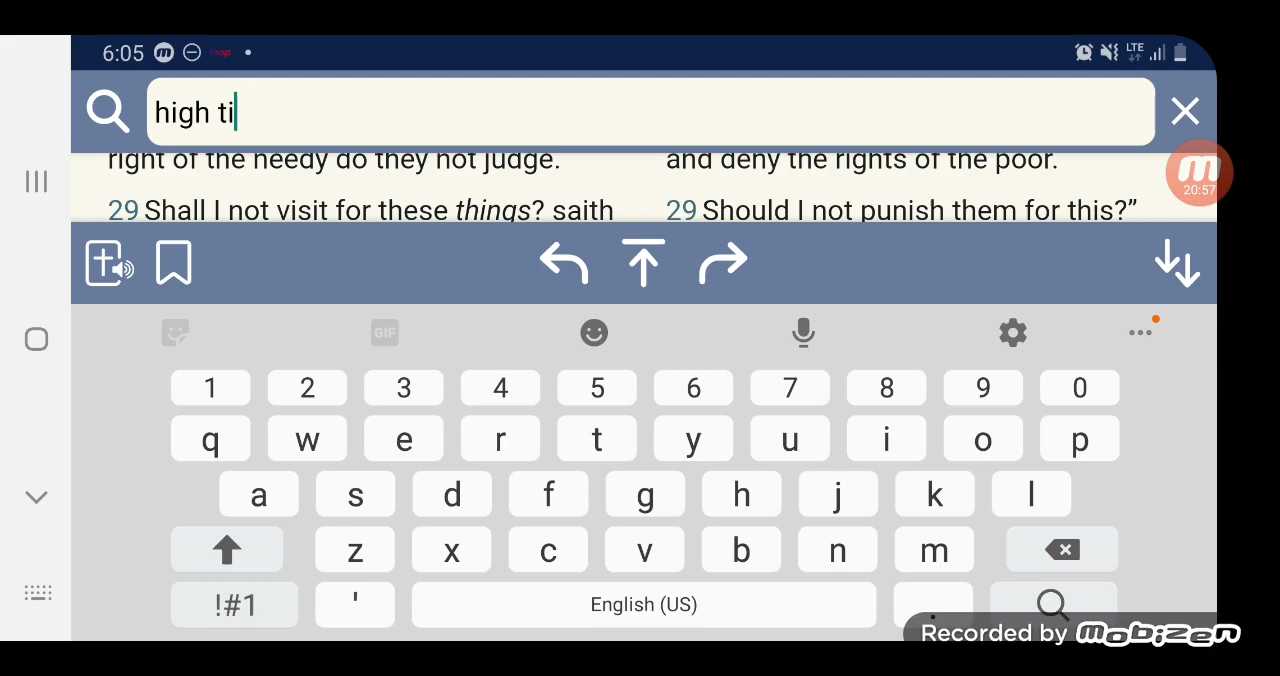 6:05 m LTE
high ti
right of the needy do they not judge. and deny the rights of the poor.
20:57
29 Shall I not visit for these things? saith 29 Should I not punish them for this?”
GIF
1 2 3 4 5 6 7 8 9 0
q w e r t y u i o p
a s d f g h j k l
z x c v b n m
!#1 ' English (US) .
Recorded by mobizen